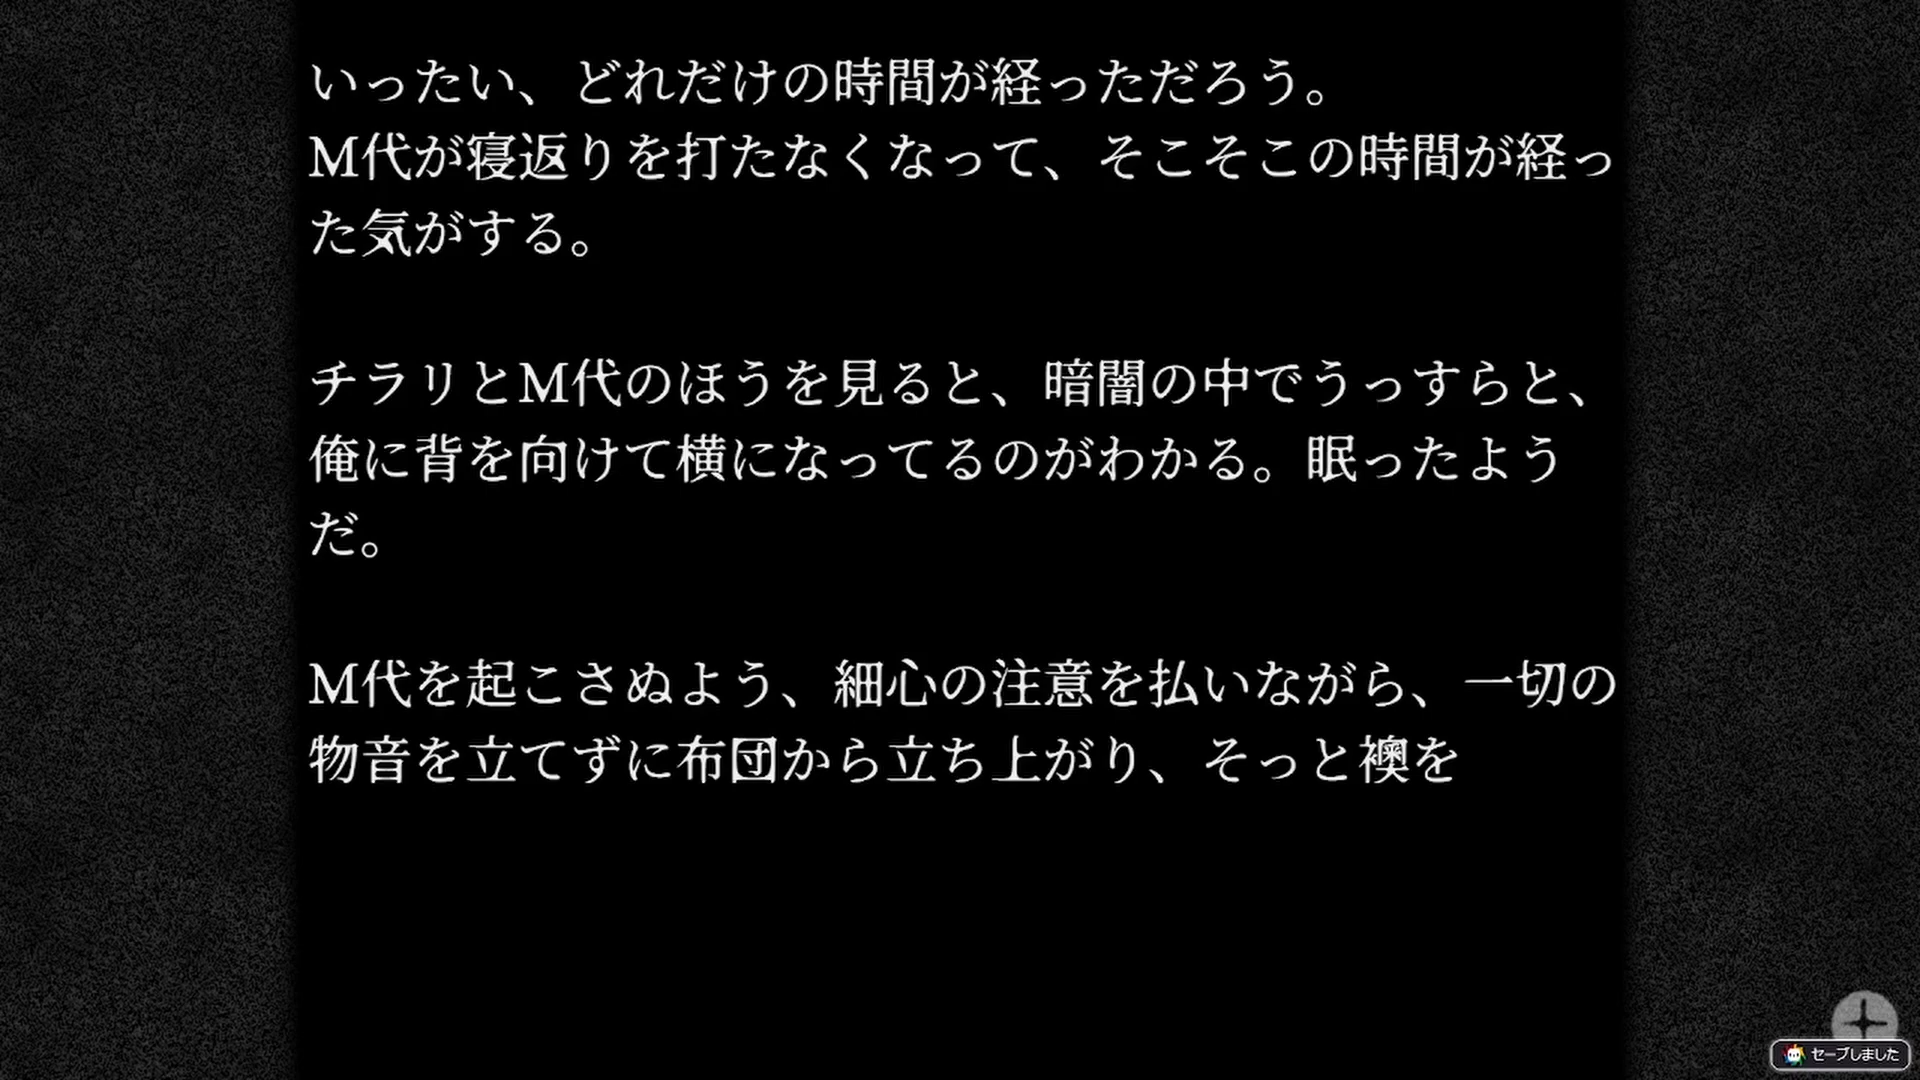 いったい、どれだけの時間が経っただろう。
M代が寝返りを打たなくなって、そこそこの時間が経っ
た気がする。
チラリとM代のほうを見ると、暗闇の中でうっすらと、
俺に背を向けて横になってるのがわかる。眠ったよう
だ。
M代を起こさぬよう、細心の注意を払いながら、一切の
物音を立てずに布団から立ち上がり、そっと襖を
セーブしました